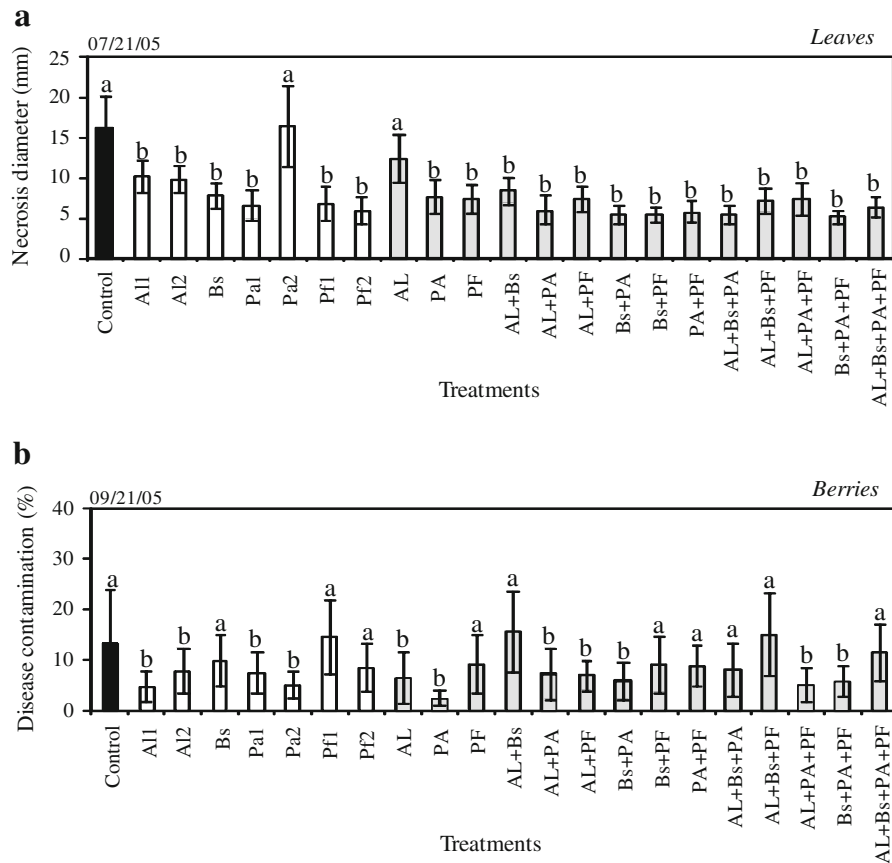 a
07/21/05
Leaves
Necrosis diameter (mm)
25
20
15
10
5
0
a
b
b
b
b
a
b
b
a
b
b
b
b
b
b
b
b
b
b
b
b
b
Control
Al1
Al2
Bs
Pa1
Pa2
Pf1
Pf2
AL
PA
PF
AL+Bs
AL+PA
AL+PF
Bs+PA
Bs+PF
PA+PF
AL+Bs+PA
AL+Bs+PF
AL+PA+PF
Bs+PA+PF
AL+Bs+PA+PF
Treatments
b
09/21/05
Berries
Disease contamination (%)
40
30
20
10
0
a
b
b
a
b
b
a
a
b
b
a
a
b
b
b
a
a
a
a
b
b
a
Control
Al1
Al2
Bs
Pa1
Pa2
Pf1
Pf2
AL
PA
PF
AL+Bs
AL+PA
AL+PF
Bs+PA
Bs+PF
PA+PF
AL+Bs+PA
AL+Bs+PF
AL+PA+PF
Bs+PA+PF
AL+Bs+PA+PF
Treatments